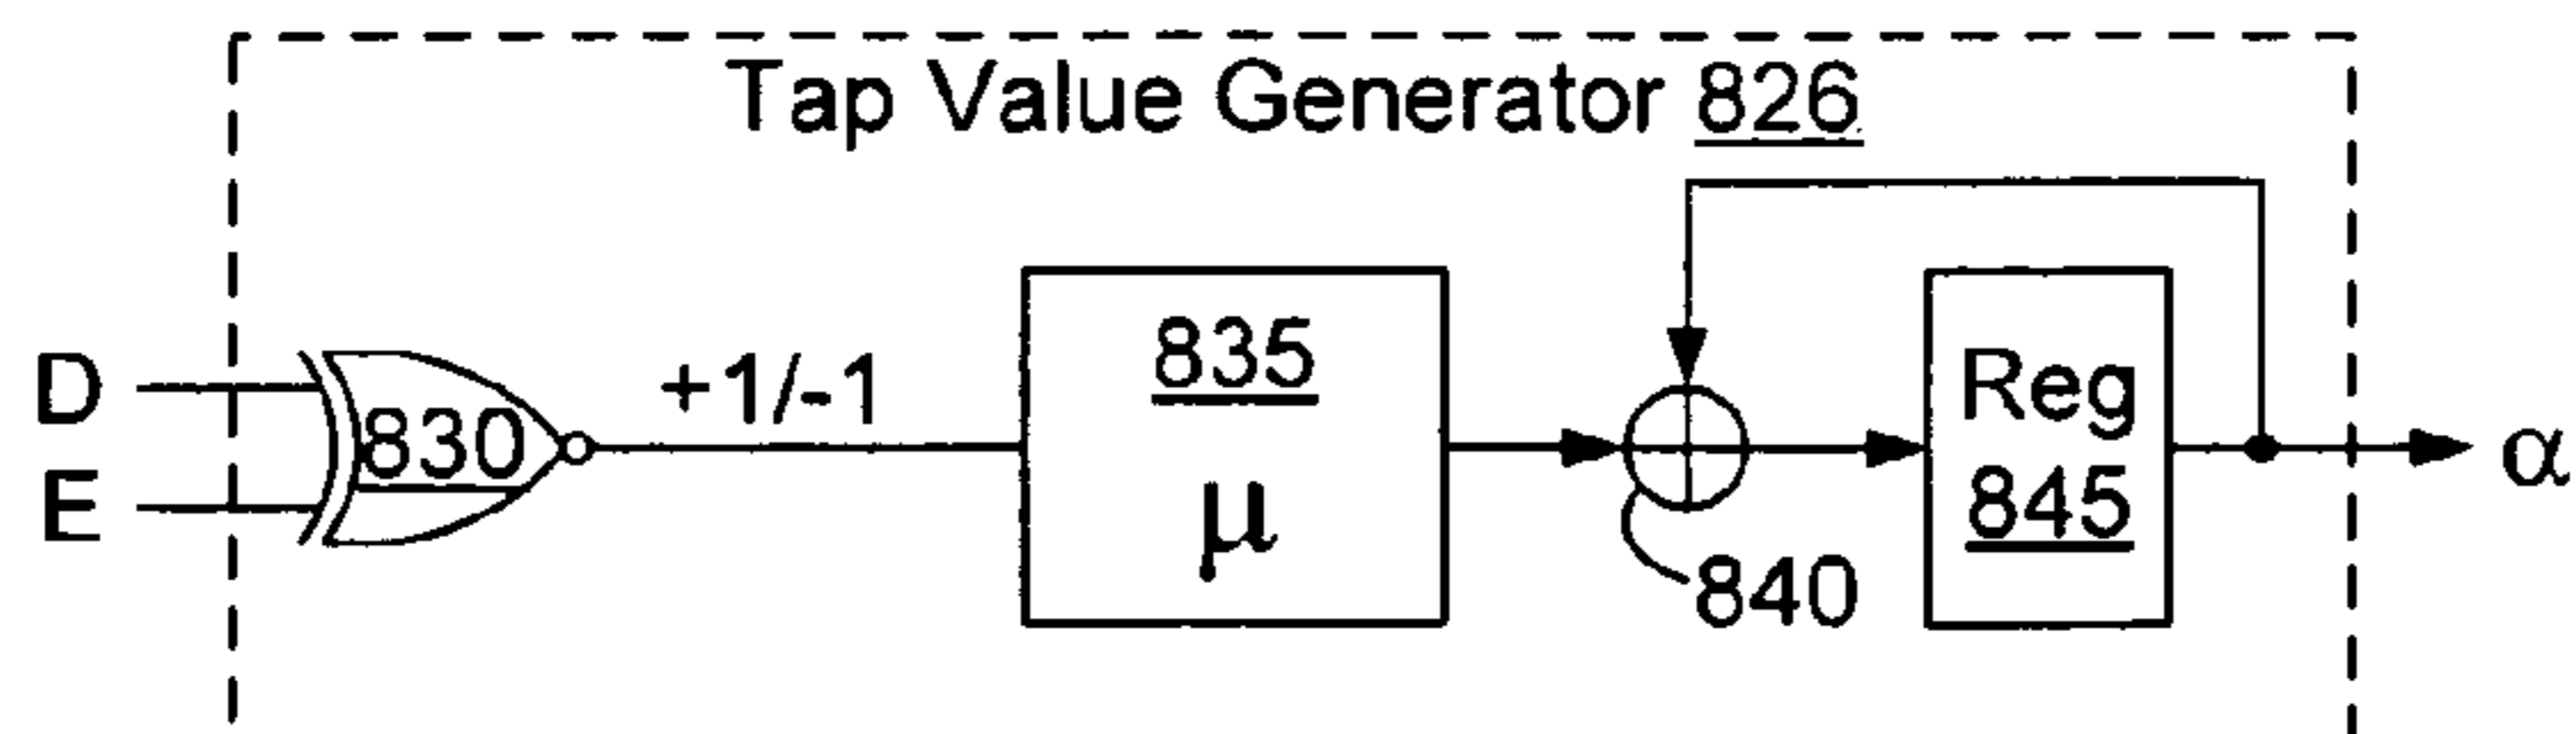 Tap Value Generator 826
D
E
830
+1/-1
835
μ
840
Reg
845
α